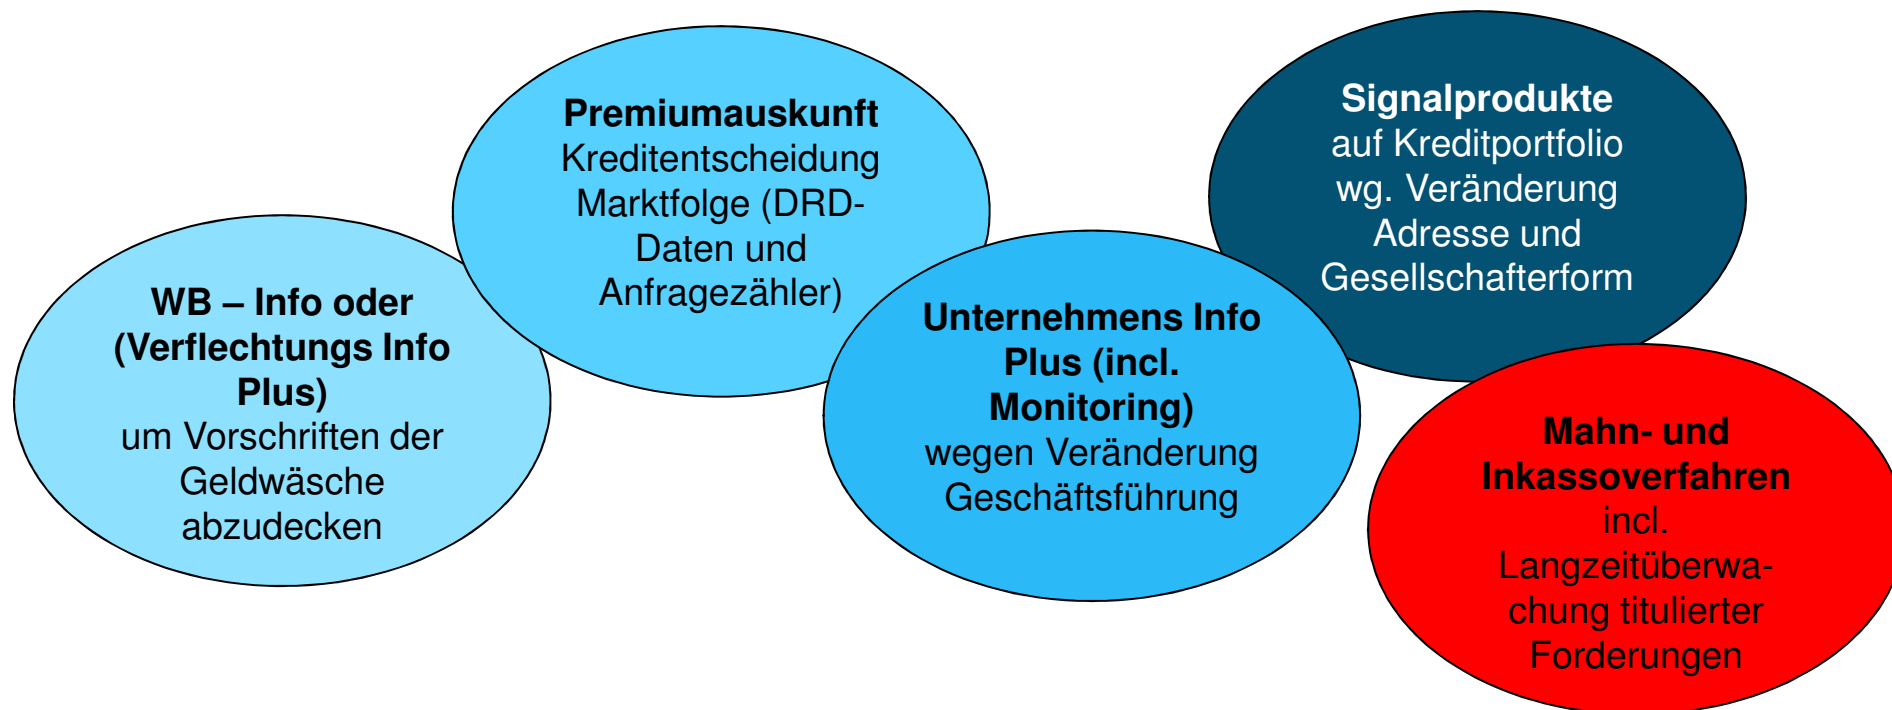 WB – Info oder
(Verflechtungs Info
Plus)
um Vorschriften der
Geldwäsche
abzudecken
Premiumauskunft
Kreditentscheidung
Marktfolge (DRD-
Daten und
Anfragezähler)
Unternehmens Info
Plus (incl.
Monitoring)
wegen Veränderung
Geschäftsführung
Signalprodukte
auf Kreditportfolio
wg. Veränderung
Adresse und
Gesellschafterform
Mahn- und
Inkassoverfahren
incl.
Langzeitüberwa-
chung titulierter
Forderungen